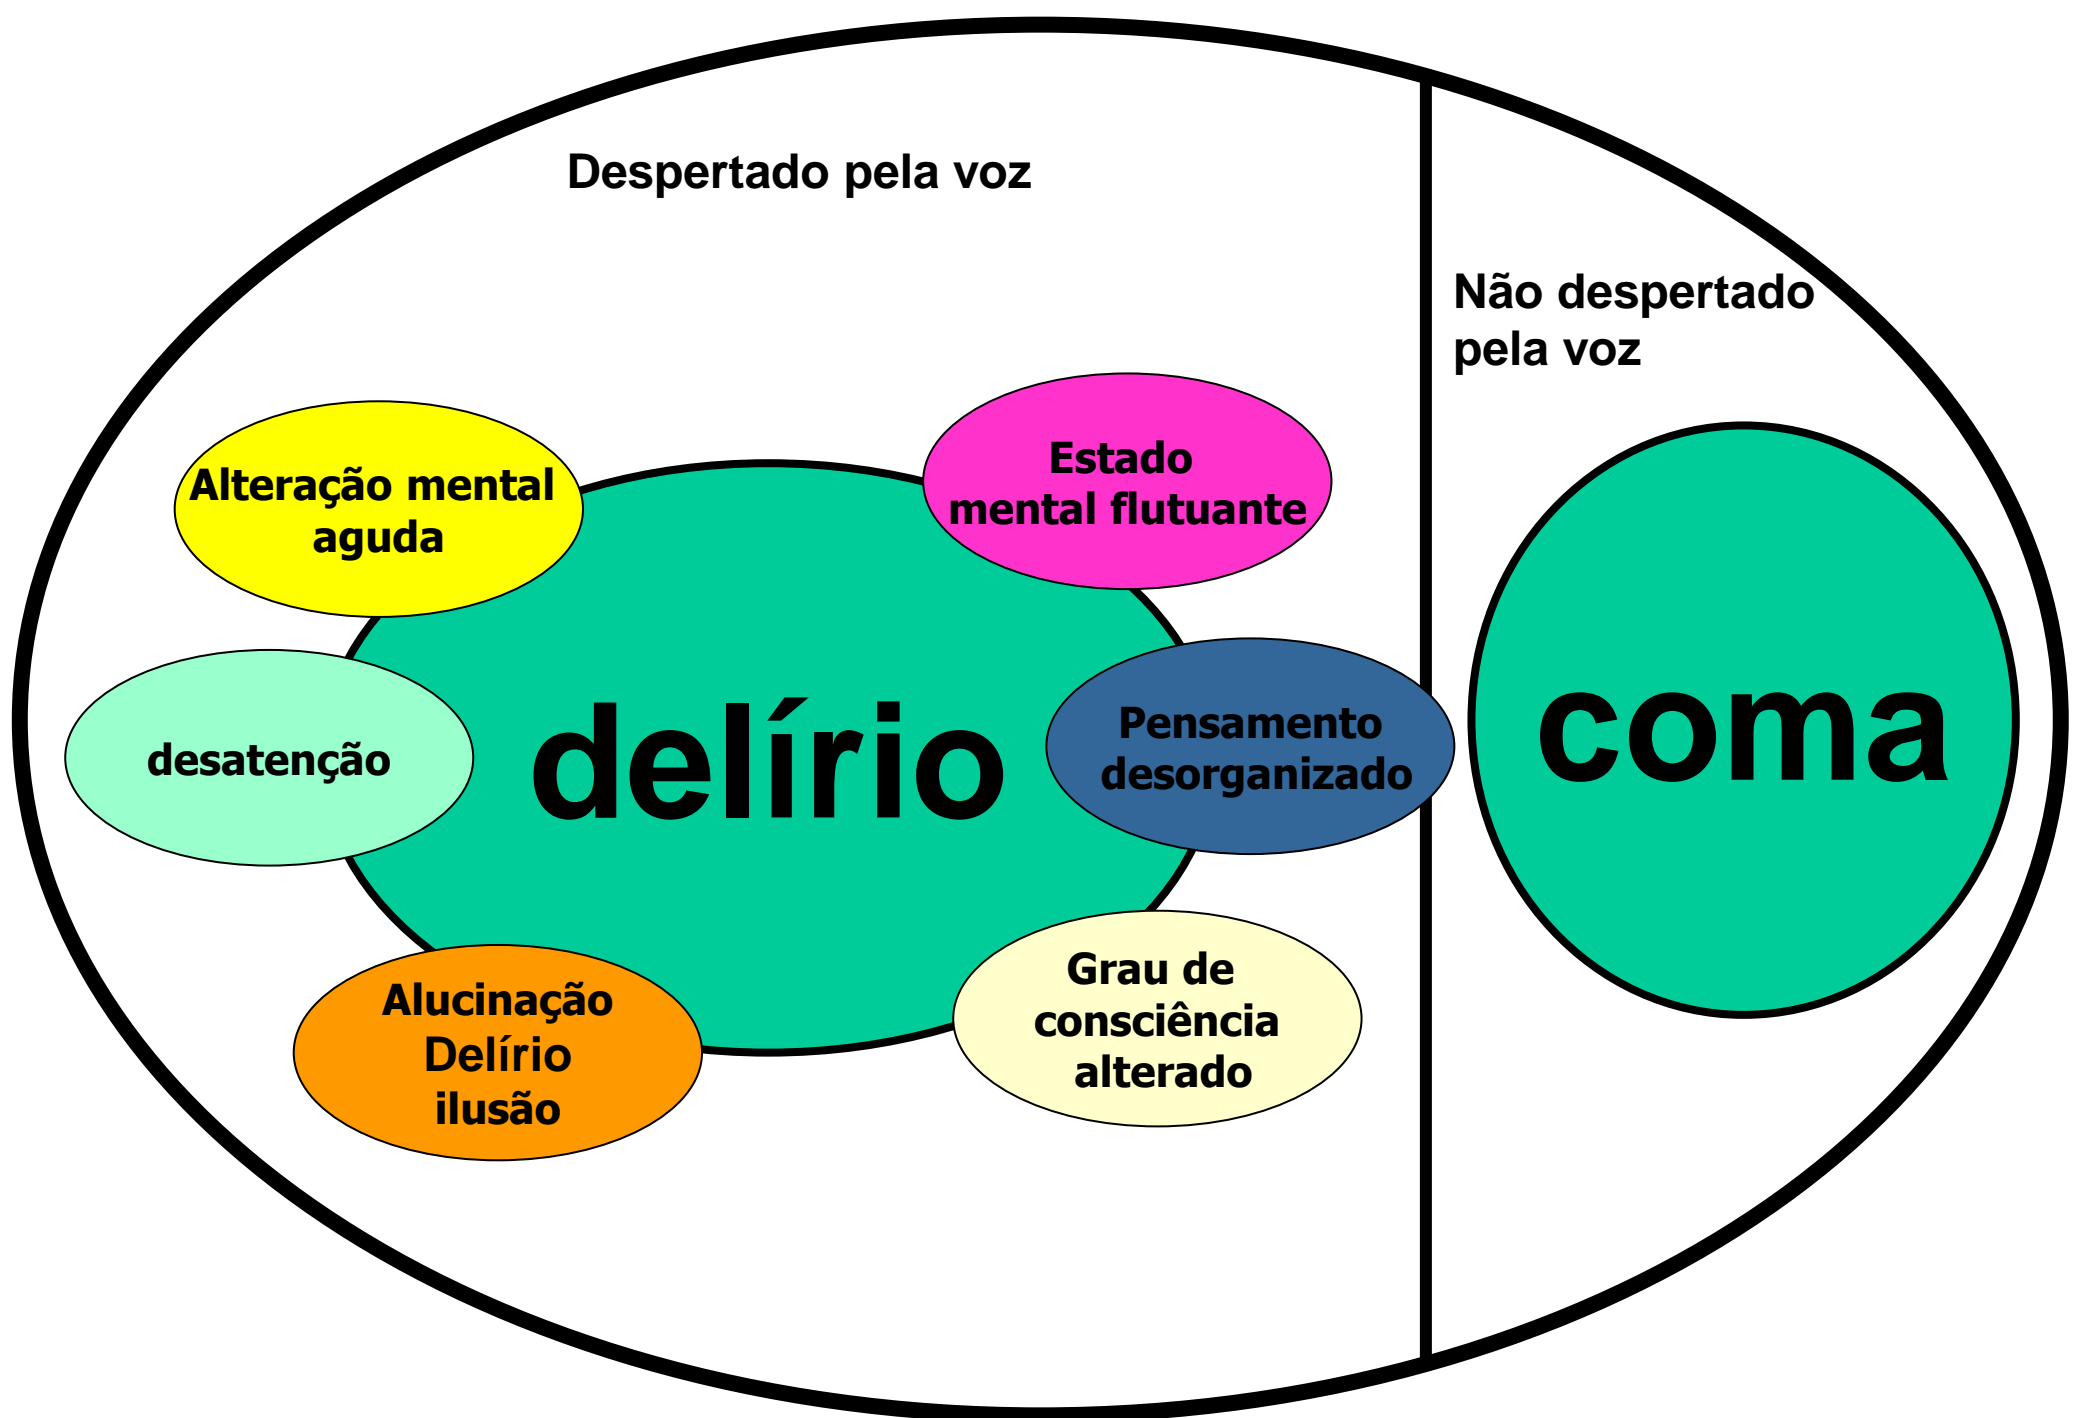 Despertado pela voz
Não despertado
pela voz
Alteração mental
aguda
Estado
mental flutuante
desatenção
delírio
Pensamento
desorganizado
coma
Alucinação
Delírio
ilusão
Grau de
consciência
alterado